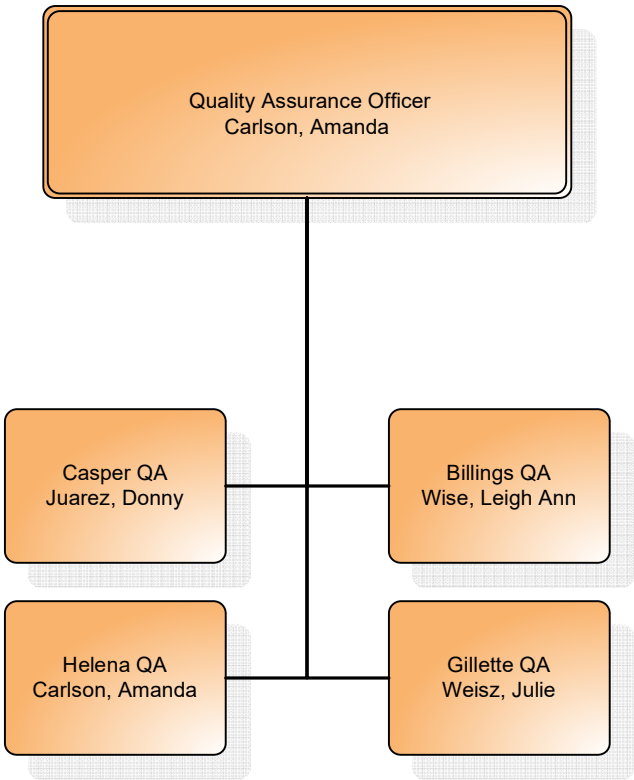 Quality Assurance Officer
Carlson, Amanda
Casper QA
Juarez, Donny
Billings QA
Wise, Leigh Ann
Helena QA
Carlson, Amanda
Gillette QA
Weisz, Julie